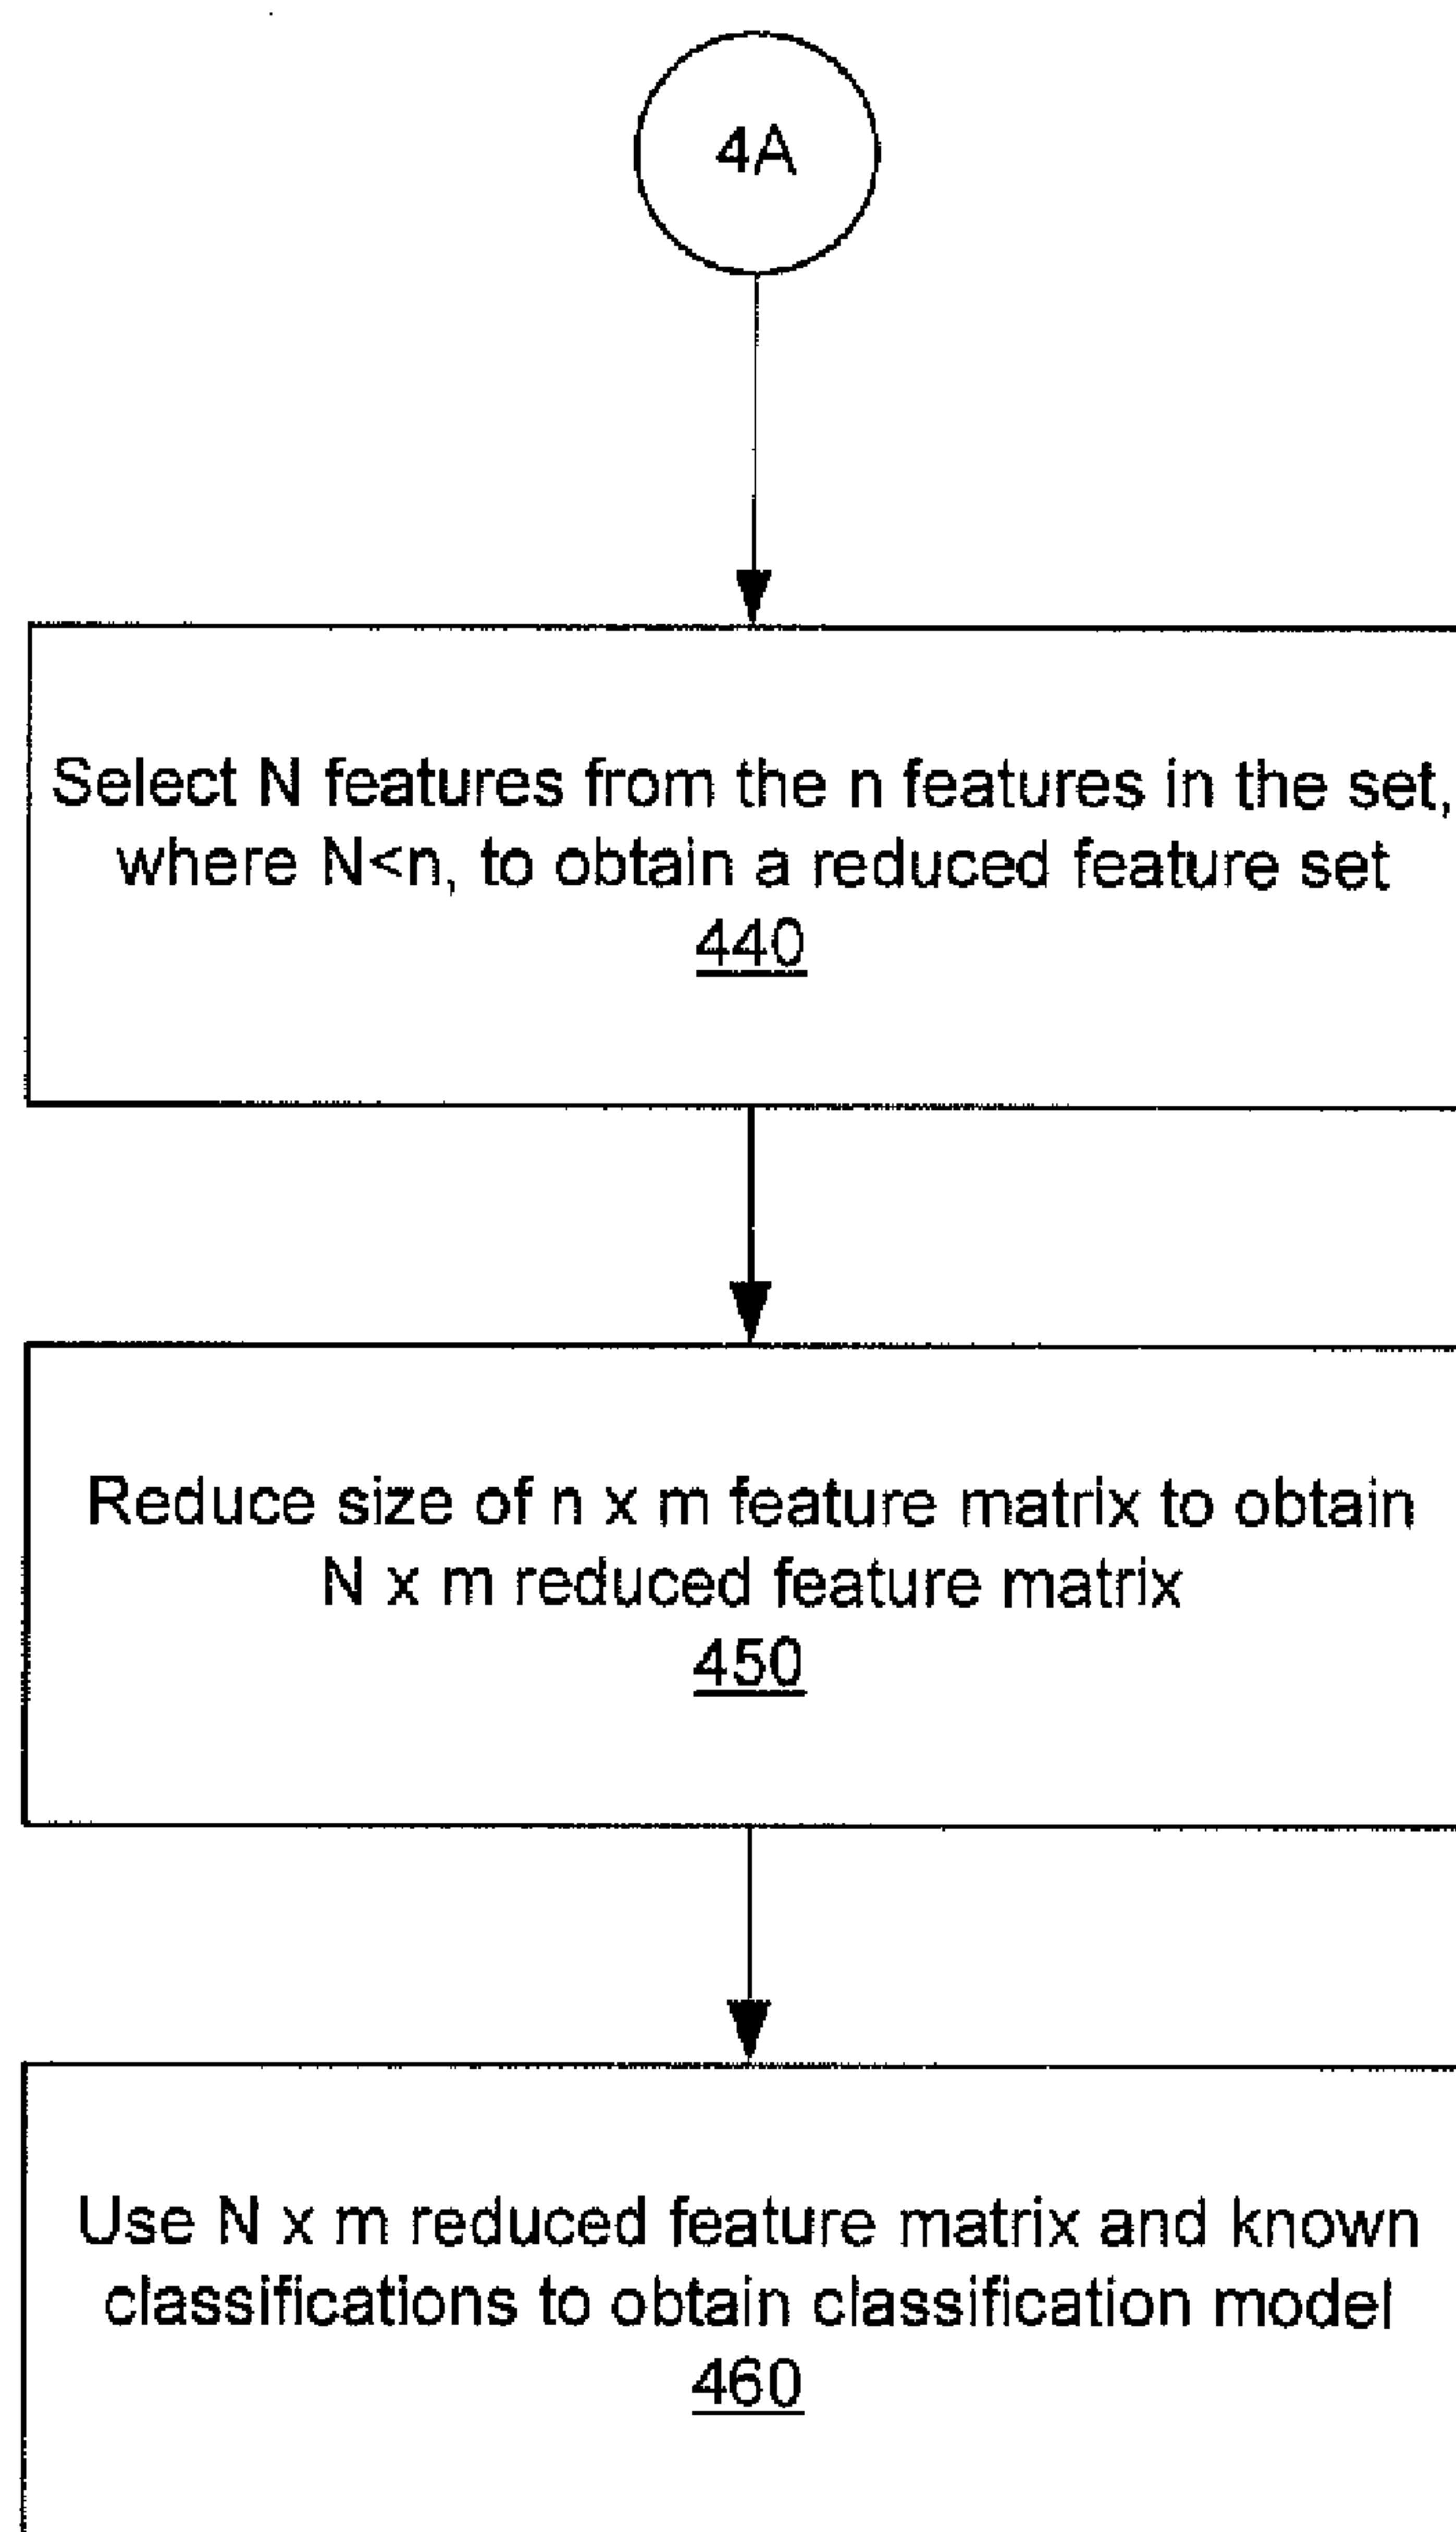 4A
Select N features from the n features in the set,
where N<n, to obtain a reduced feature set
440
Reduce size of n x m feature matrix to obtain
N x m reduced feature matrix
450
Use N x m reduced feature matrix and known
classifications to obtain classification model
460